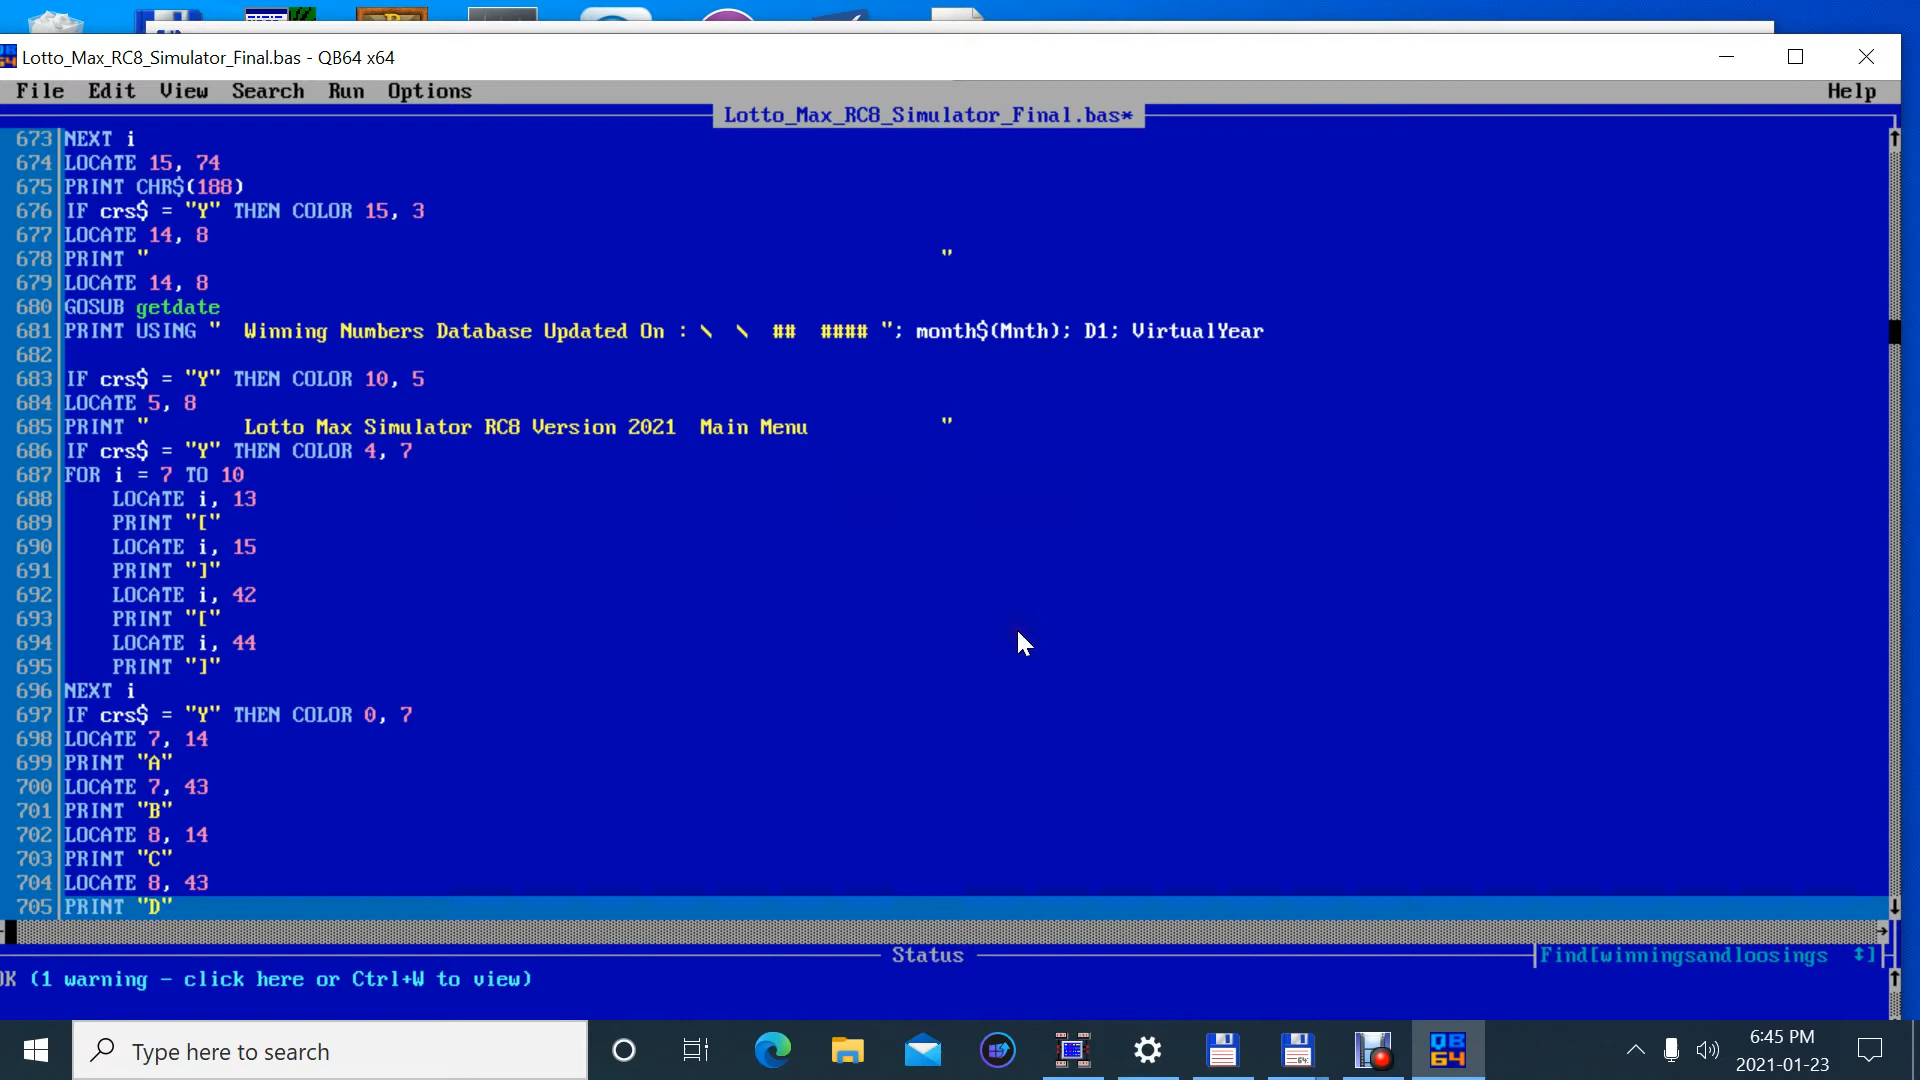 Lotto_Max_RC8_Simulator_Final.bas - QB64 x64
File Edit View Search Run Options Help
Lotto_Max_RC8_Simulator_Final.bas*
673 NEXT i
674 LOCATE 15, 74
675 PRINT CHR$(188)
676 IF crs$ = "Y" THEN COLOR 15, 3
677 LOCATE 14, 8
678 PRINT "                                                                  "
679 LOCATE 14, 8
680 GOSUB getdate
681 PRINT USING "  Winning Numbers Database Updated On : \  \  ##  #### "; month$(Mnth); D1; VirtualYear
682
683 IF crs$ = "Y" THEN COLOR 10, 5
684 LOCATE 5, 8
685 PRINT "        Lotto Max Simulator RC8 Version 2021  Main Menu           "
686 IF crs$ = "Y" THEN COLOR 4, 7
687 FOR i = 7 TO 10
688     LOCATE i, 13
689     PRINT "["
690     LOCATE i, 15
691     PRINT "]"
692     LOCATE i, 42
693     PRINT "["
694     LOCATE i, 44
695     PRINT "]"
696 NEXT i
697 IF crs$ = "Y" THEN COLOR 0, 7
698 LOCATE 7, 14
699 PRINT "A"
700 LOCATE 7, 43
701 PRINT "B"
702 LOCATE 8, 14
703 PRINT "C"
704 LOCATE 8, 43
705 PRINT "D"
Status
Find[winningsandloosings ↕]
OK (1 warning - click here or Ctrl+W to view)
Type here to search
6:45 PM
2021-01-23